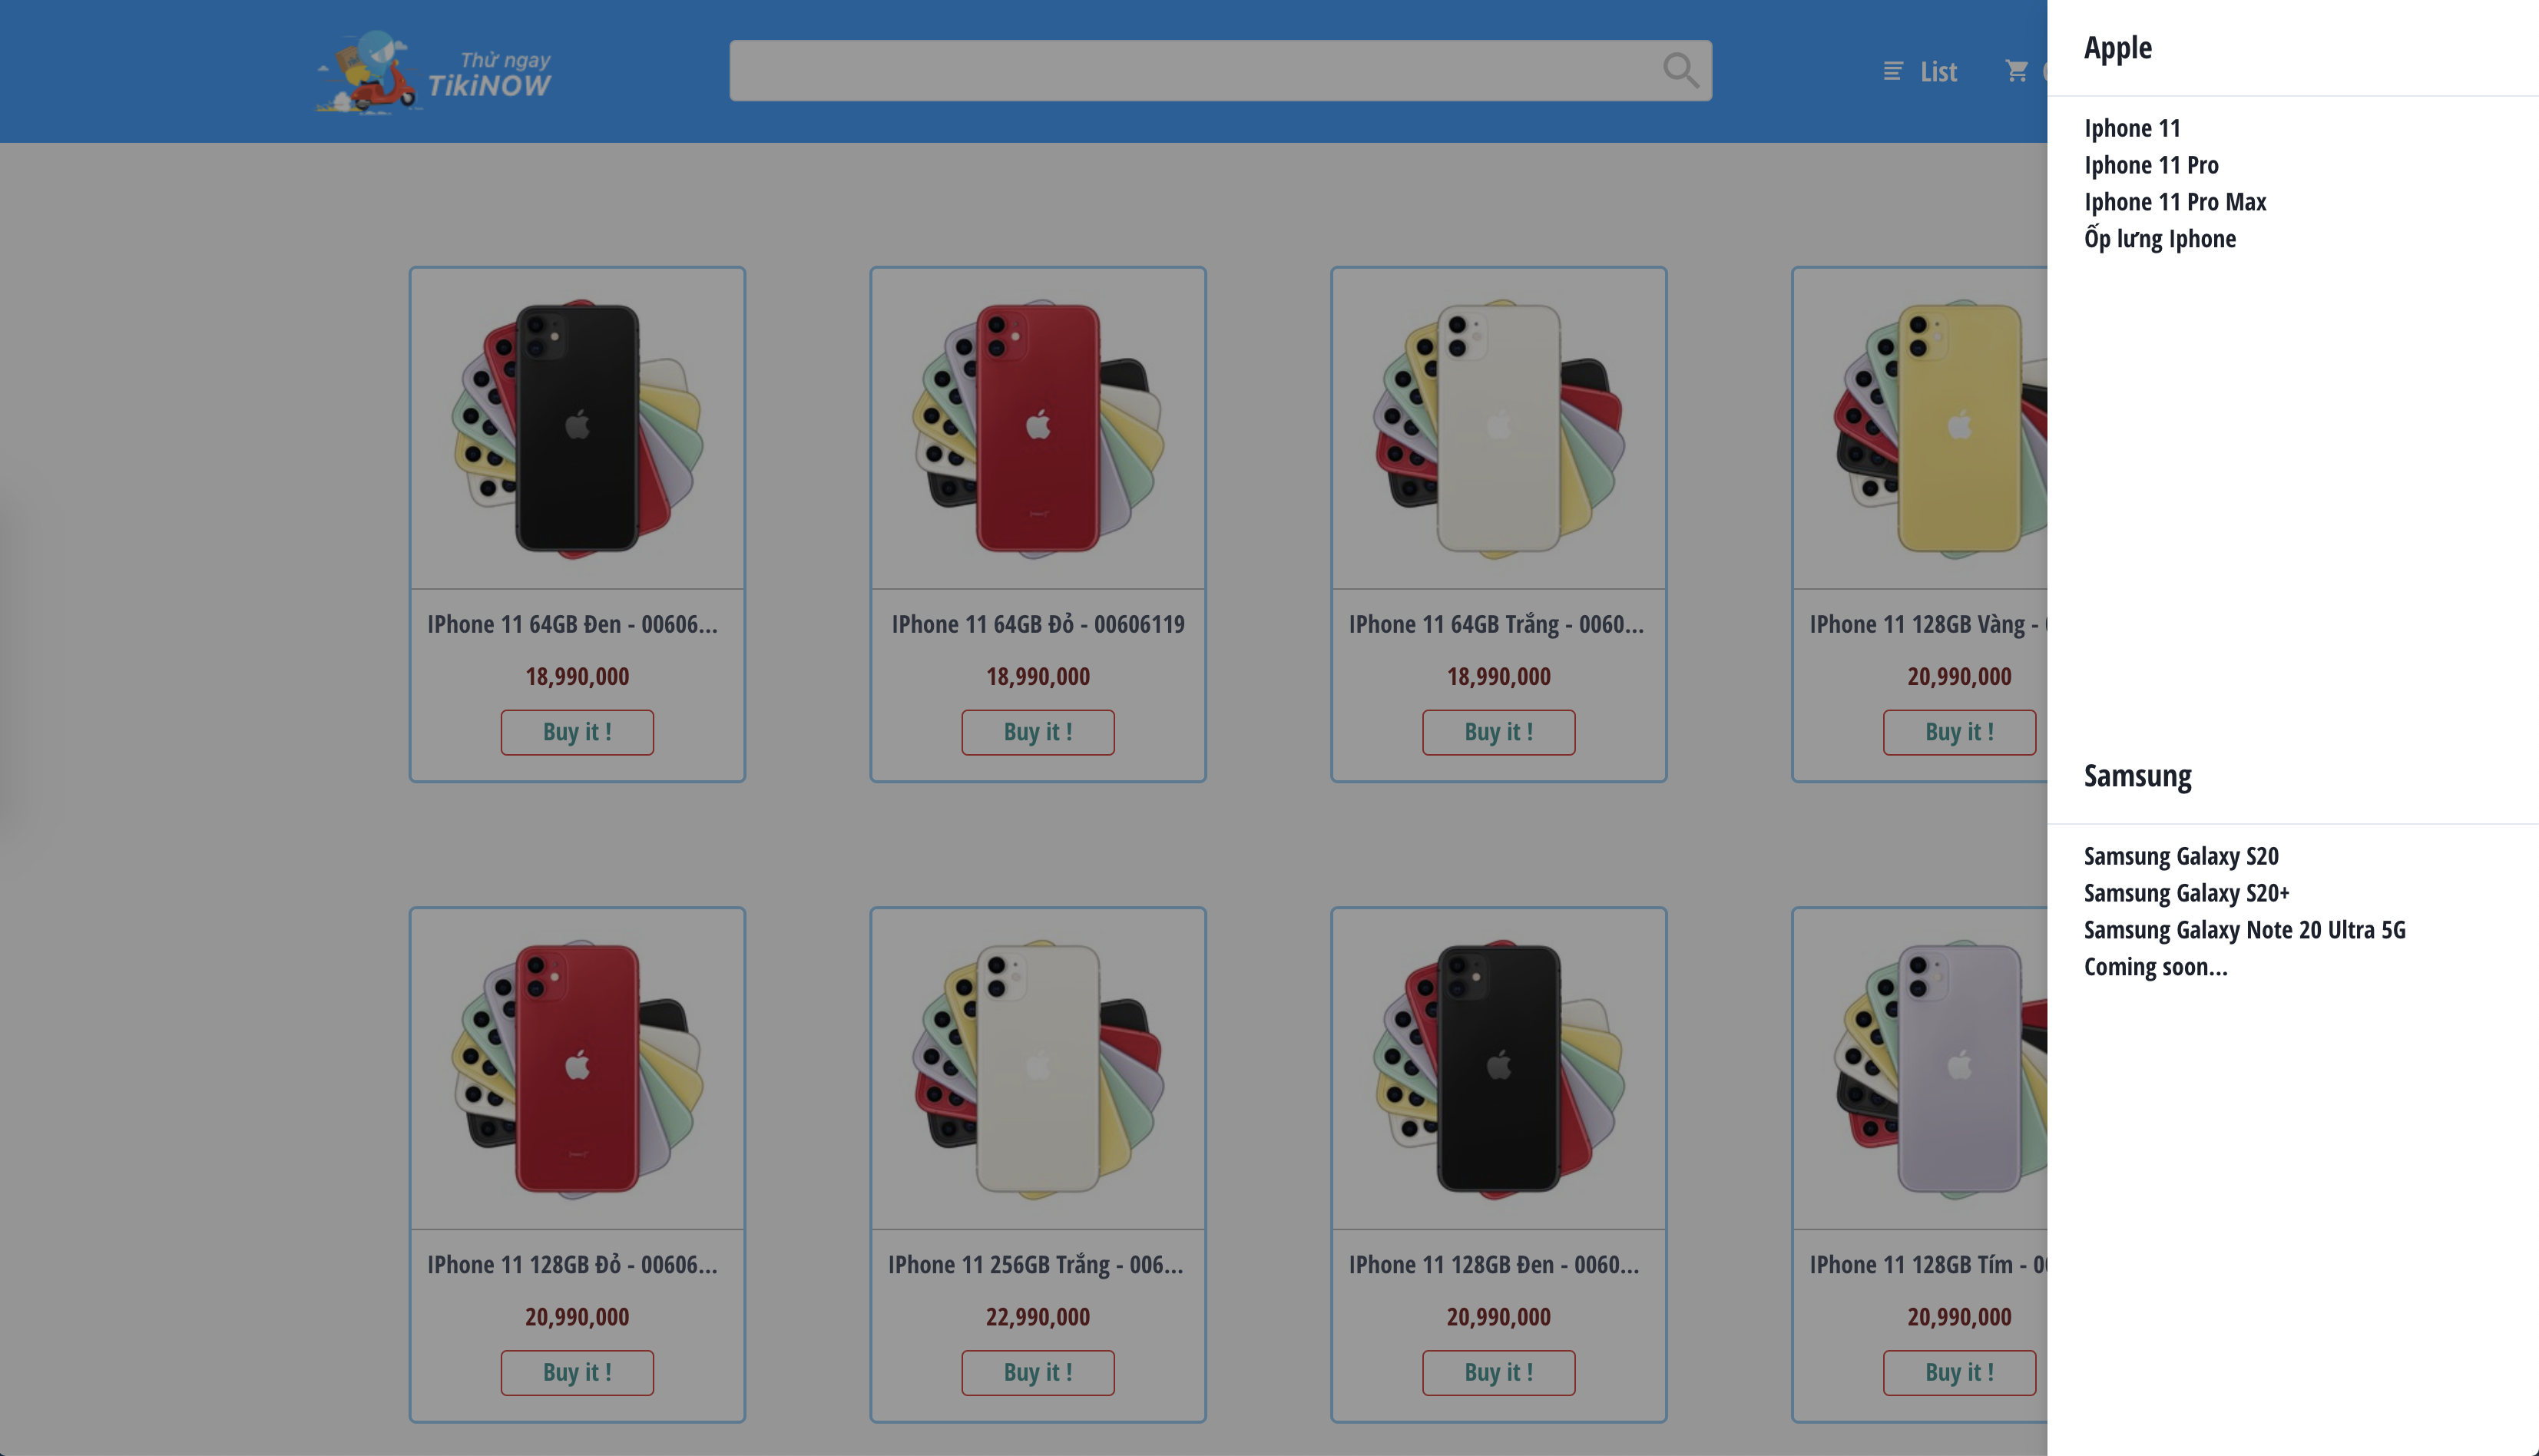 Thử ngay
TikiNOW
List
IPhone 11 64GB Đen - 00606...
18,990,000
Buy it !
IPhone 11 64GB Đỏ - 00606119
18,990,000
Buy it !
IPhone 11 64GB Trắng - 0060...
18,990,000
Buy it !
IPhone 11 128GB Vàng -
20,990,000
Buy it !
IPhone 11 128GB Đỏ - 00606...
20,990,000
Buy it !
IPhone 11 256GB Trắng - 006...
22,990,000
Buy it !
IPhone 11 128GB Đen - 0060...
20,990,000
Buy it !
IPhone 11 128GB Tím - 0
20,990,000
Buy it !
Apple
Iphone 11
Iphone 11 Pro
Iphone 11 Pro Max
Ốp lưng Iphone
Samsung
Samsung Galaxy S20
Samsung Galaxy S20+
Samsung Galaxy Note 20 Ultra 5G
Coming soon...